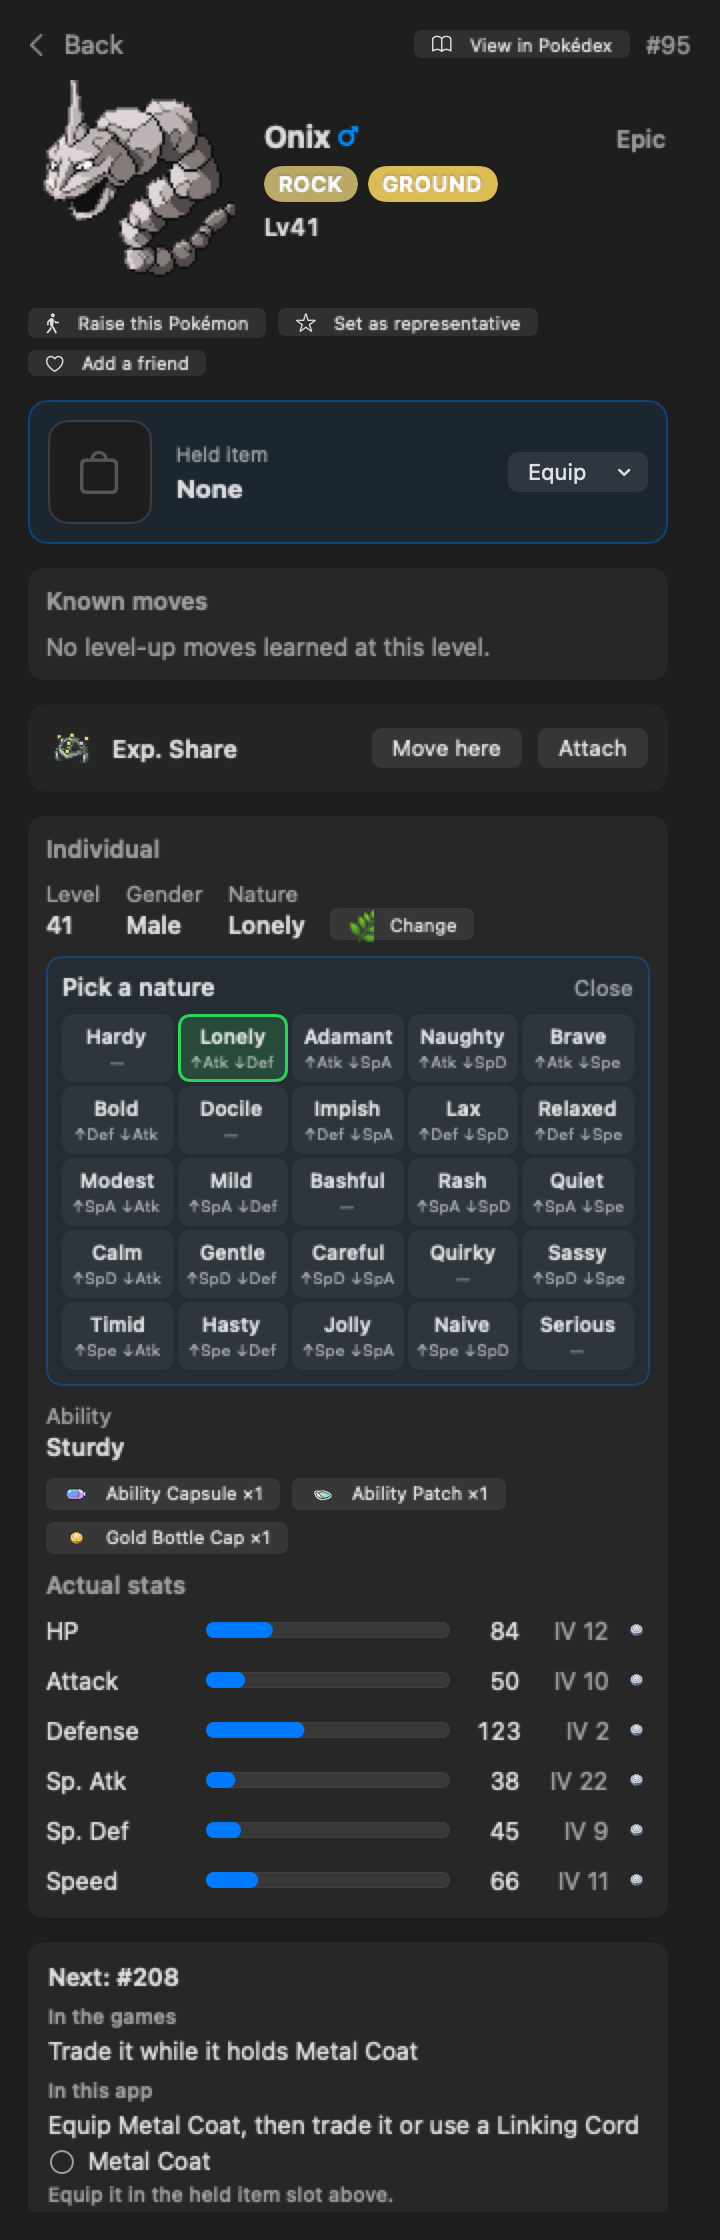 Back
View in Pokédex
#95
Onix ♂
Epic
ROCK GROUND
Lv41
Raise this Pokémon
Set as representative
Add a friend
Held item
None
Equip
Known moves
No level-up moves learned at this level.
Exp. Share
Move here
Attach
Individual
Level Gender Nature
41 Male Lonely Change
Pick a nature Close
Hardy Lonely Adamant Naughty Brave
— ↑Atk ↓Def ↑Atk ↓SpA ↑Atk ↓SpD ↑Atk ↓Spe
Bold Docile Impish Lax Relaxed
↑Def ↓Atk — ↑Def ↓SpA ↑Def ↓SpD ↑Def ↓Spe
Modest Mild Bashful Rash Quiet
↑SpA ↓Atk ↑SpA ↓Def — ↑SpA ↓SpD ↑SpA ↓Spe
Calm Gentle Careful Quirky Sassy
↑SpD ↓Atk ↑SpD ↓Def ↑SpD ↓SpA — ↑SpD ↓Spe
Timid Hasty Jolly Naive Serious
↑Spe ↓Atk ↑Spe ↓Def ↑Spe ↓SpA ↑Spe ↓SpD —
Ability
Sturdy
Ability Capsule ×1
Ability Patch ×1
Gold Bottle Cap ×1
Actual stats
HP 84 IV 12
Attack 50 IV 10
Defense 123 IV 2
Sp. Atk 38 IV 22
Sp. Def 45 IV 9
Speed 66 IV 11
Next: #208
In the games
Trade it while it holds Metal Coat
In this app
Equip Metal Coat, then trade it or use a Linking Cord
Metal Coat
Equip it in the held item slot above.